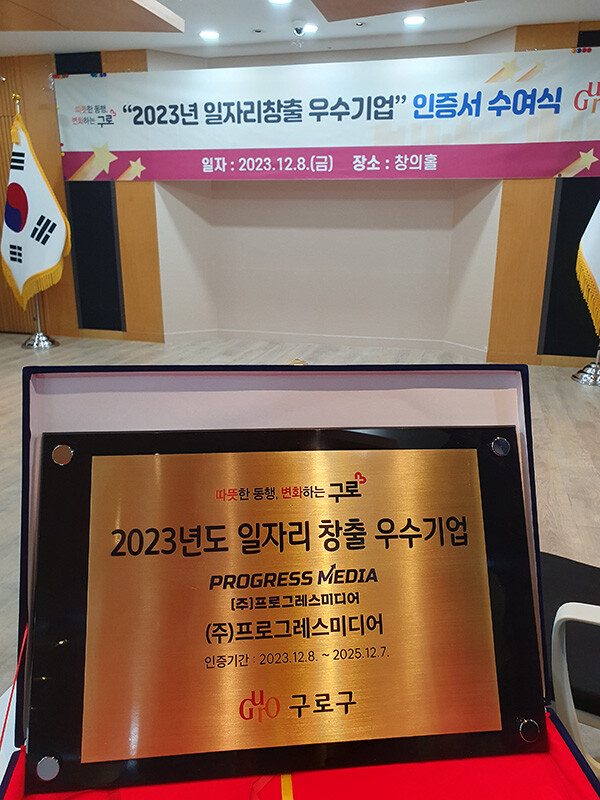 따뜻한 동행,
변화하는 구로
“2023년 일자리창출 우수기업” 인증서 수여식
일자 : 2023.12.8.(금) 장소 : 창의홀
따뜻한 동행, 변화하는 구로
2023년도 일자리 창출 우수기업
PROGRESS MEDIA
(주)프로그레스미디어
(주)프로그레스미디어
인증기간 : 2023.12.8. ~ 2025.12.7.
GURO 구로구